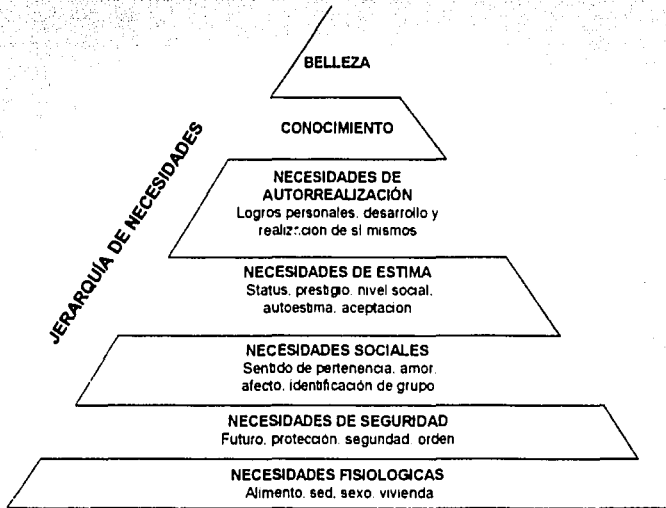 BELLEZA
CONOCIMIENTO
JERARQUÍA DE NECESIDADES
NECESIDADES DE
AUTORREALIZACIÓN
Logros personales. desarrollo y
realización de sí mismos
NECESIDADES DE ESTIMA
Status. prestigio. nivel social.
autoestima. aceptacion
NECESIDADES SOCIALES
Sentido de pertenencia. amor.
afecto. identificación de grupo
NECESIDADES DE SEGURIDAD
Futuro. protección. seguridad. orden
NECESIDADES FISIOLOGICAS
Alimento. sed. sexo. vivienda